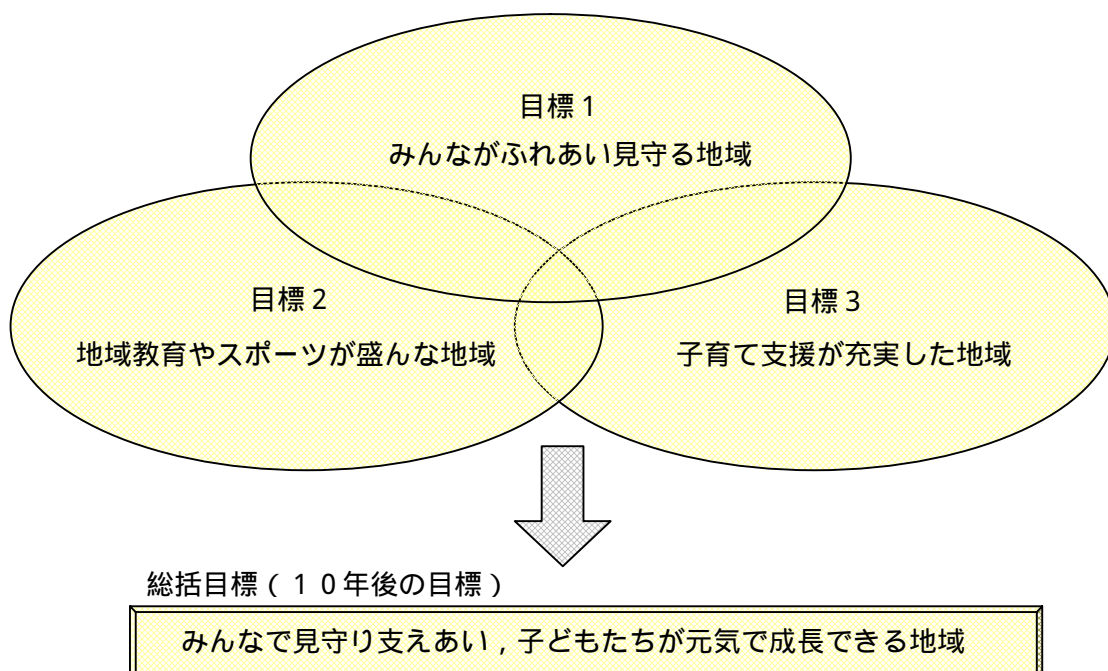 目標１
みんながふれあい見守る地域
目標２
地域教育やスポーツが盛んな地域
目標３
子育て支援が充実した地域
総括目標（１０年後の目標）
みんなで見守り支えあい，子どもたちが元気で成長できる地域